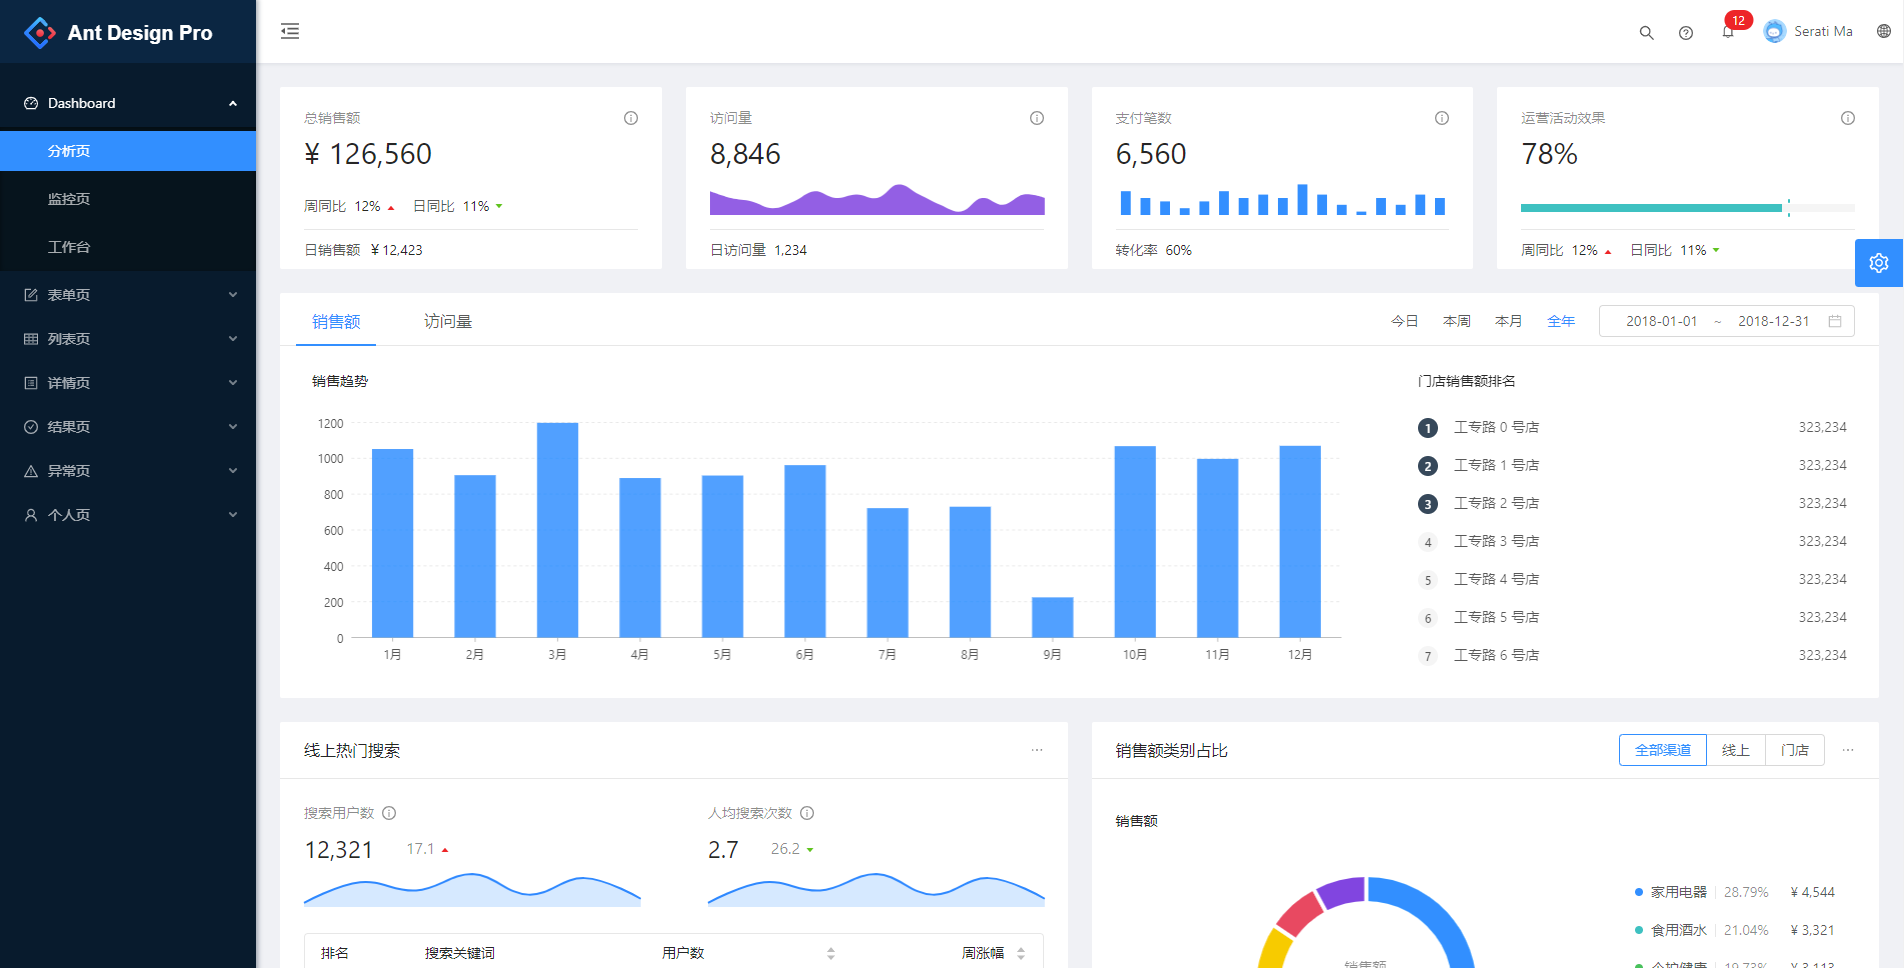 Ant Design Pro
12
Serati Ma
Dashboard
分析页
监控页
工作台
表单页
列表页
详情页
结果页
异常页
个人页
总销售额
¥ 126,560
周同比 12% 日同比 11%
日销售额 ¥ 12,423
访问量
8,846
日访问量 1,234
支付笔数
6,560
转化率 60%
运营活动效果
78%
周同比 12% 日同比 11%
销售额 访问量
今日 本周 本月 全年 2018-01-01 ~ 2018-12-31
销售趋势
1200
1000
800
600
400
200
0
1月 2月 3月 4月 5月 6月 7月 8月 9月 10月 11月 12月
门店销售额排名
1 工专路 0 号店 323,234
2 工专路 1 号店 323,234
3 工专路 2 号店 323,234
4 工专路 3 号店 323,234
5 工专路 4 号店 323,234
6 工专路 5 号店 323,234
7 工专路 6 号店 323,234
线上热门搜索
搜索用户数
12,321 17.1
人均搜索次数
2.7 26.2
排名 搜索关键词 用户数 周涨幅
销售额类别占比
全部渠道 线上 门店
销售额
销售额
家用电器 28.79% ¥ 4,544
食用酒水 21.04% ¥ 3,321
个护健康 19.73% ¥ 3,113